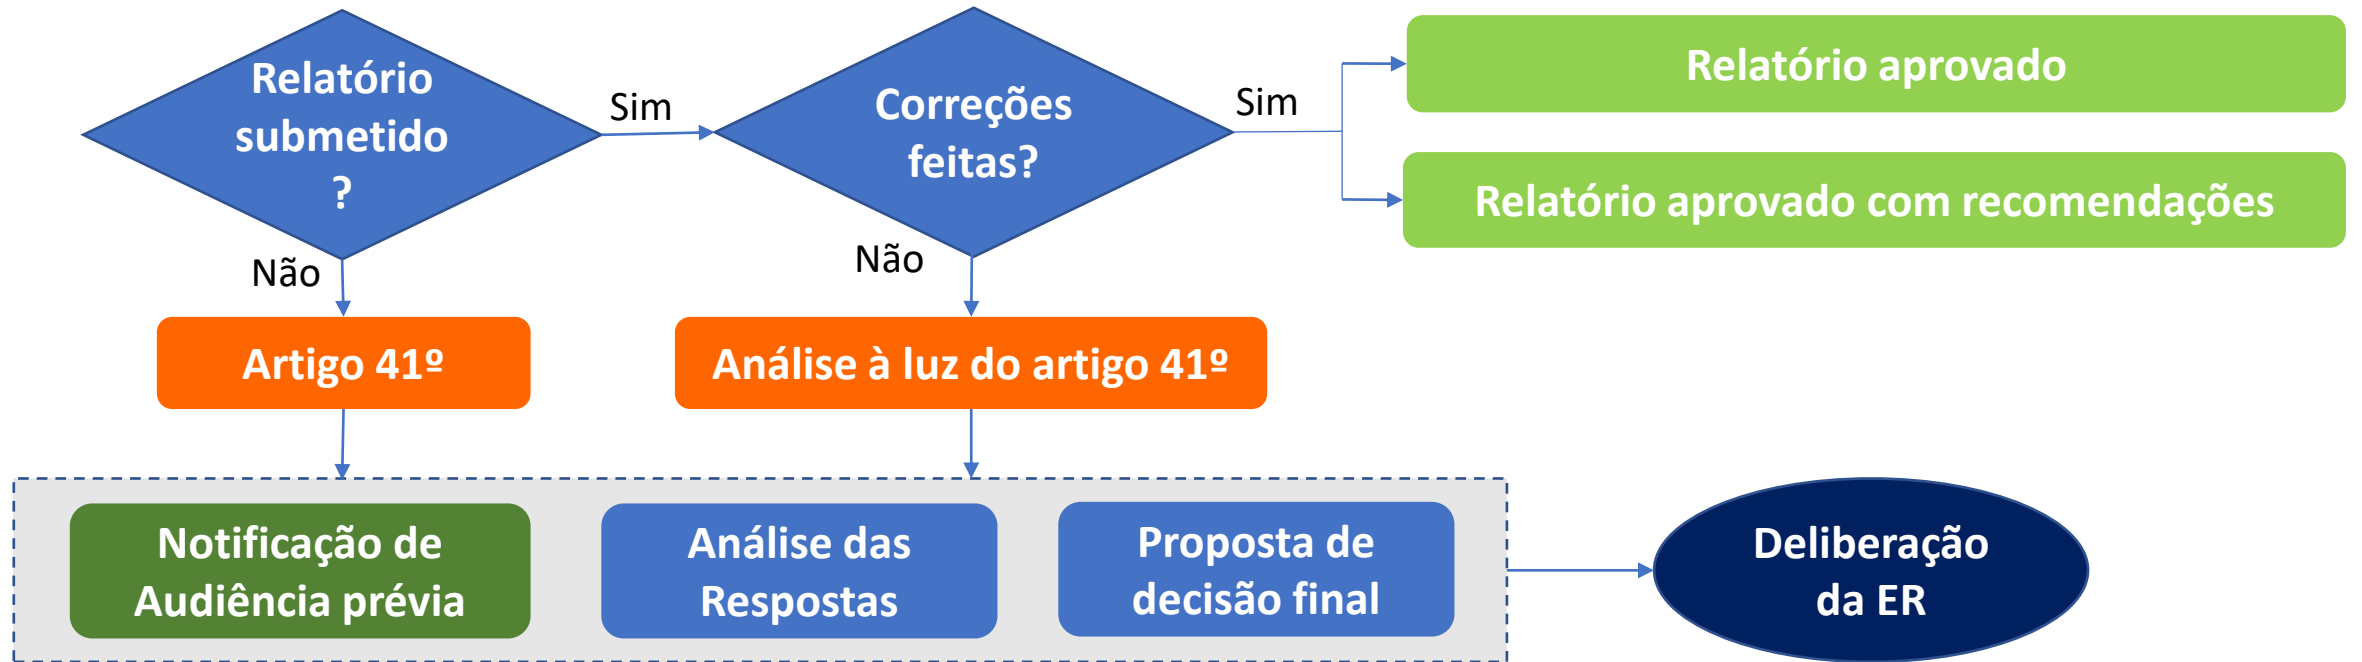 Relatório
submetido
?
Sim
Correções
feitas?
Sim
Relatório aprovado
Relatório aprovado com recomendações
Não
Não
Artigo 41º
Análise à luz do artigo 41º
Notificação de
Audiência prévia
Análise das
Respostas
Proposta de
decisão final
Deliberação
da ER